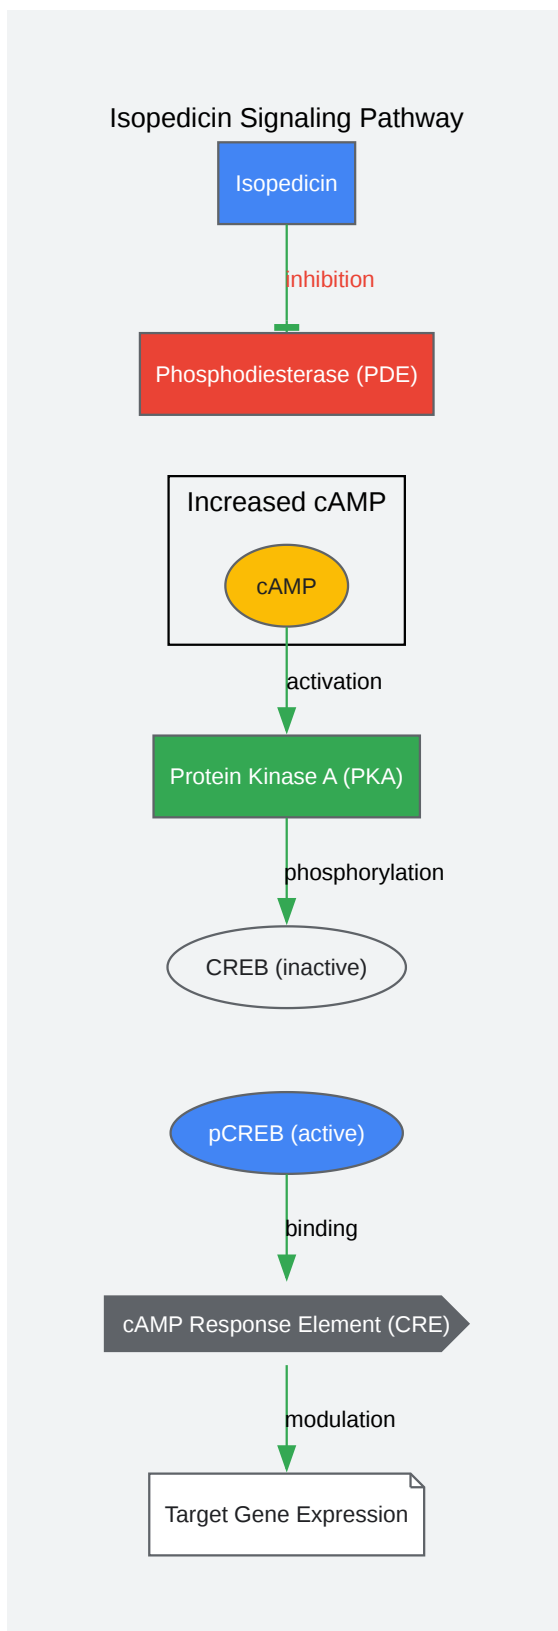 Isopedicin Signaling Pathway
Isopedicin
inhibition
Phosphodiesterase (PDE)
Increased cAMP
cAMP
activation
Protein Kinase A (PKA)
phosphorylation
CREB (inactive)
pCREB (active)
binding
cAMP Response Element (CRE)
modulation
Target Gene Expression